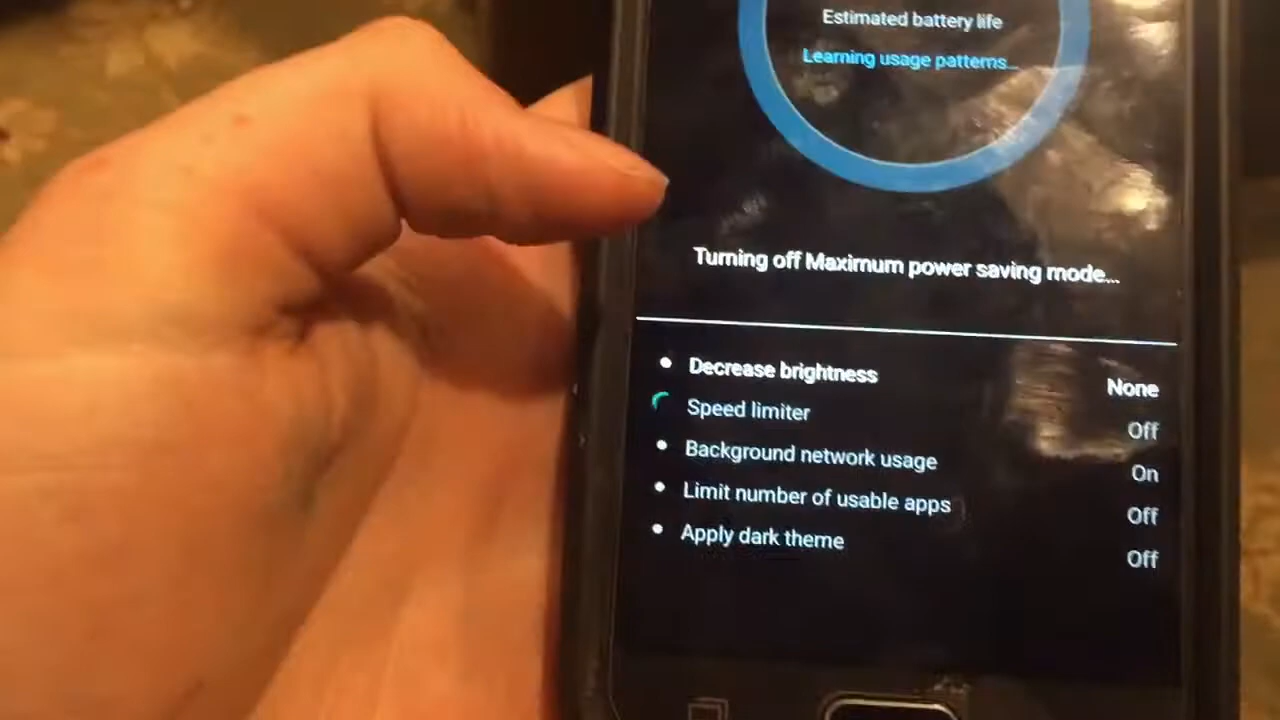 Estimated battery life
Learning usage patterns...
Turning off Maximum power saving mode...
Decrease brightness None
Speed limiter Off
Background network usage On
Limit number of usable apps Off
Apply dark theme Off